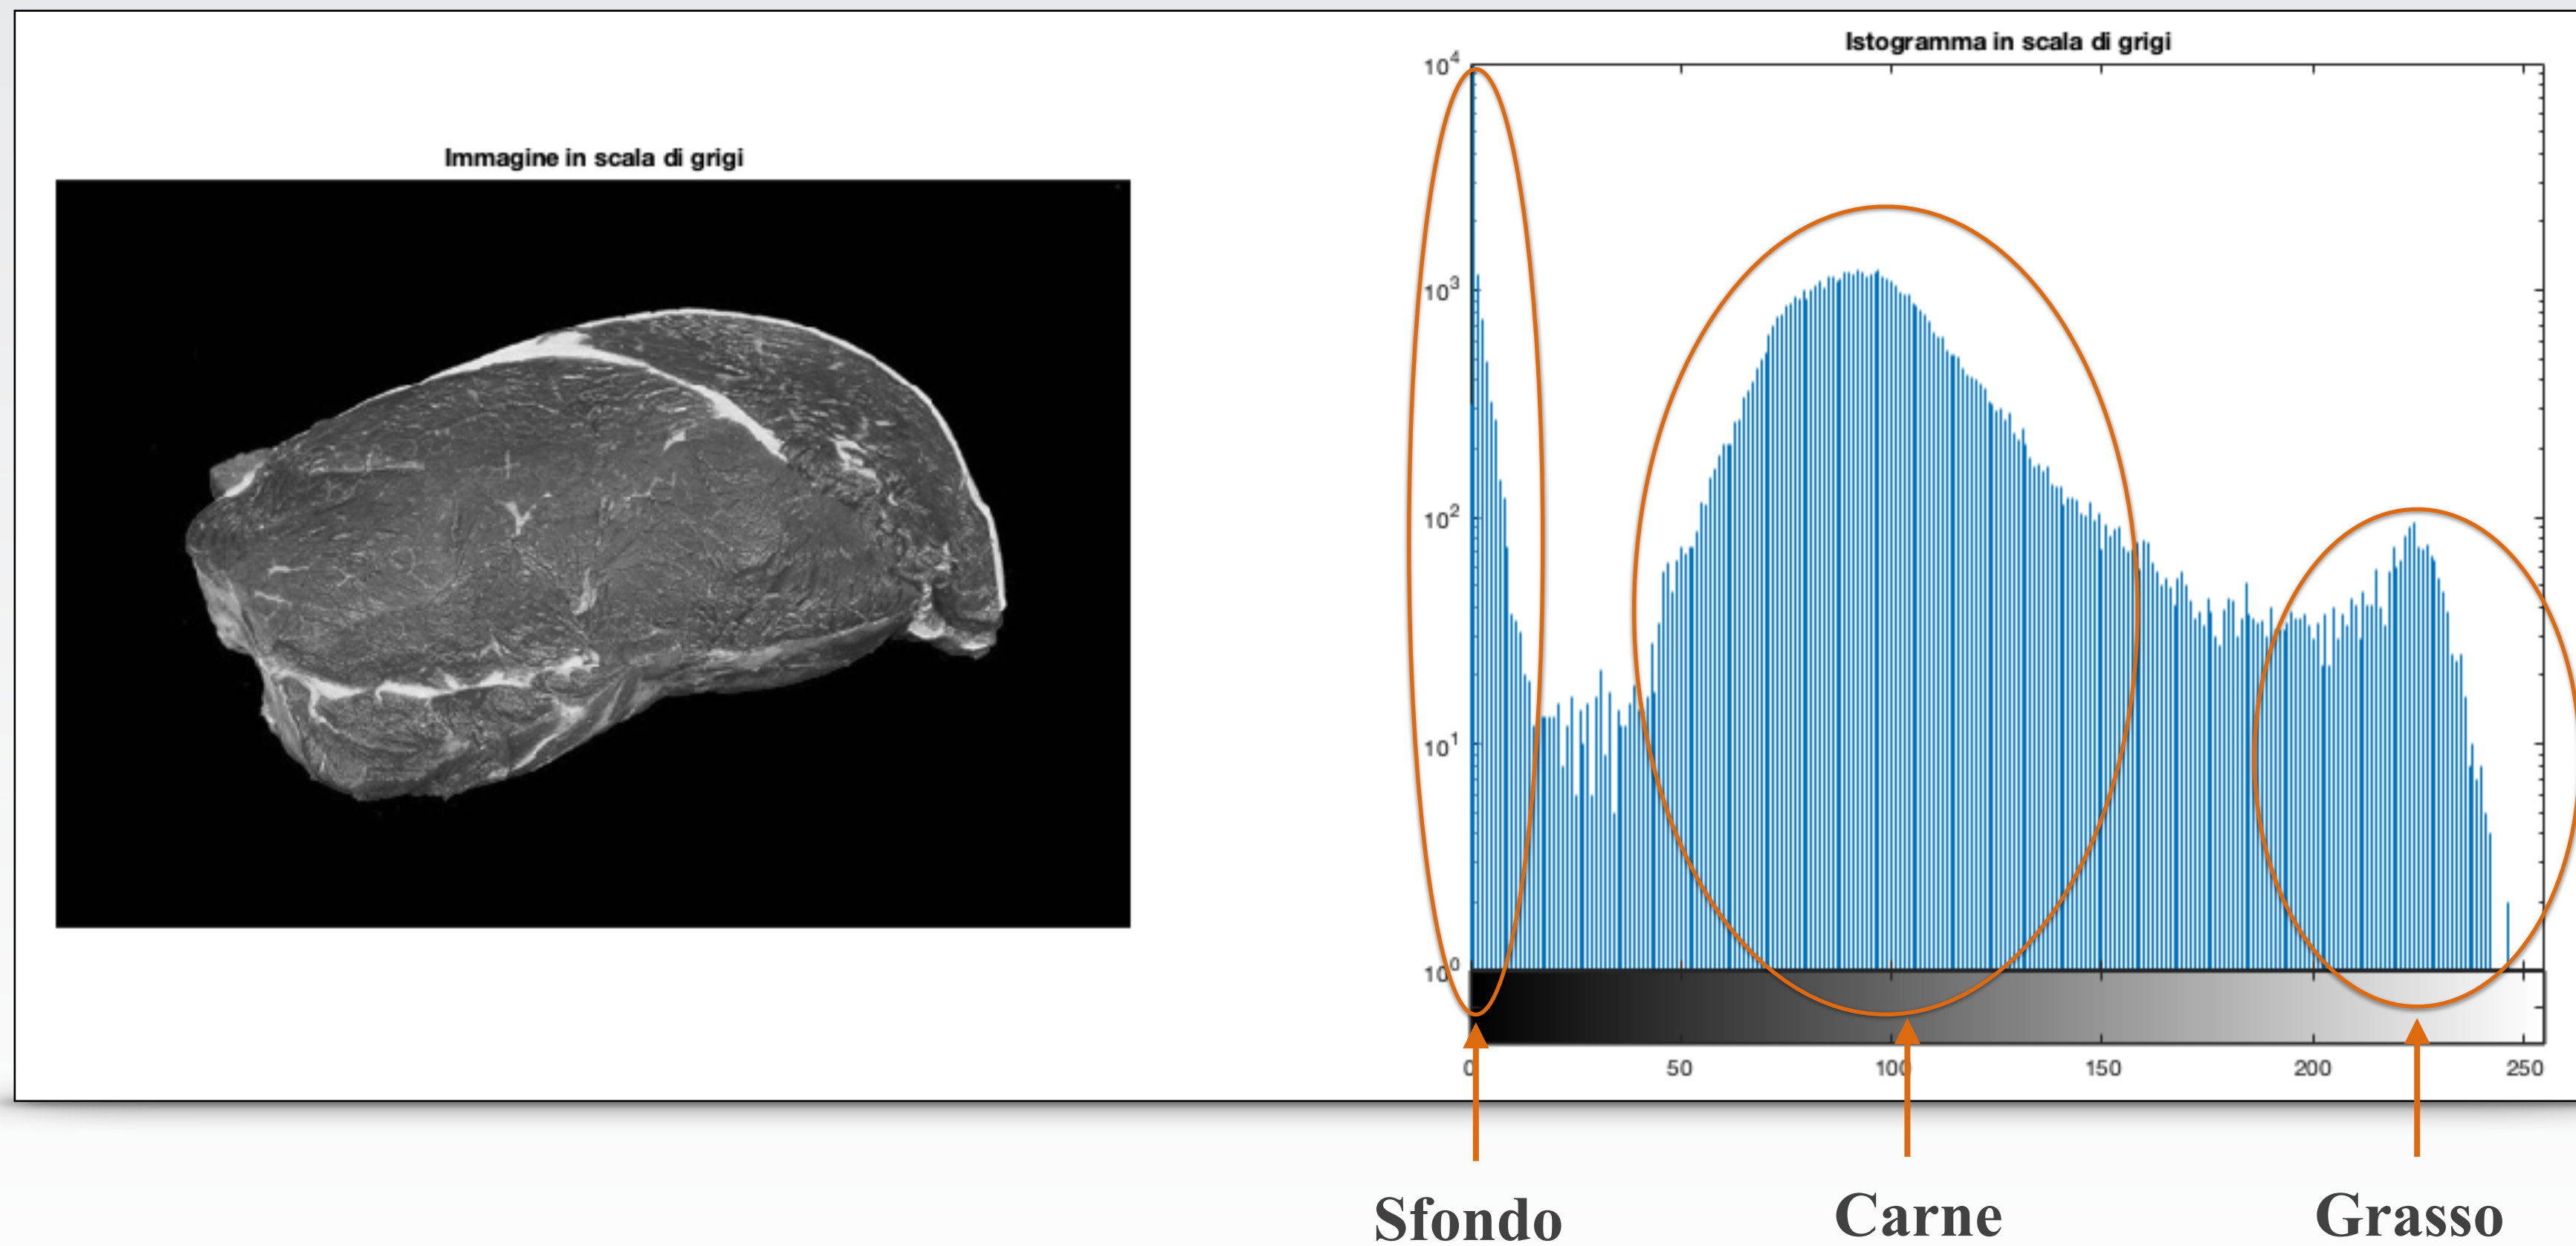 Immagine in scala di grigi
Istogramma in scala di grigi
10^4
10^3
10^2
10^1
10^0
0 50 100 150 200 250
Sfondo Carne Grasso